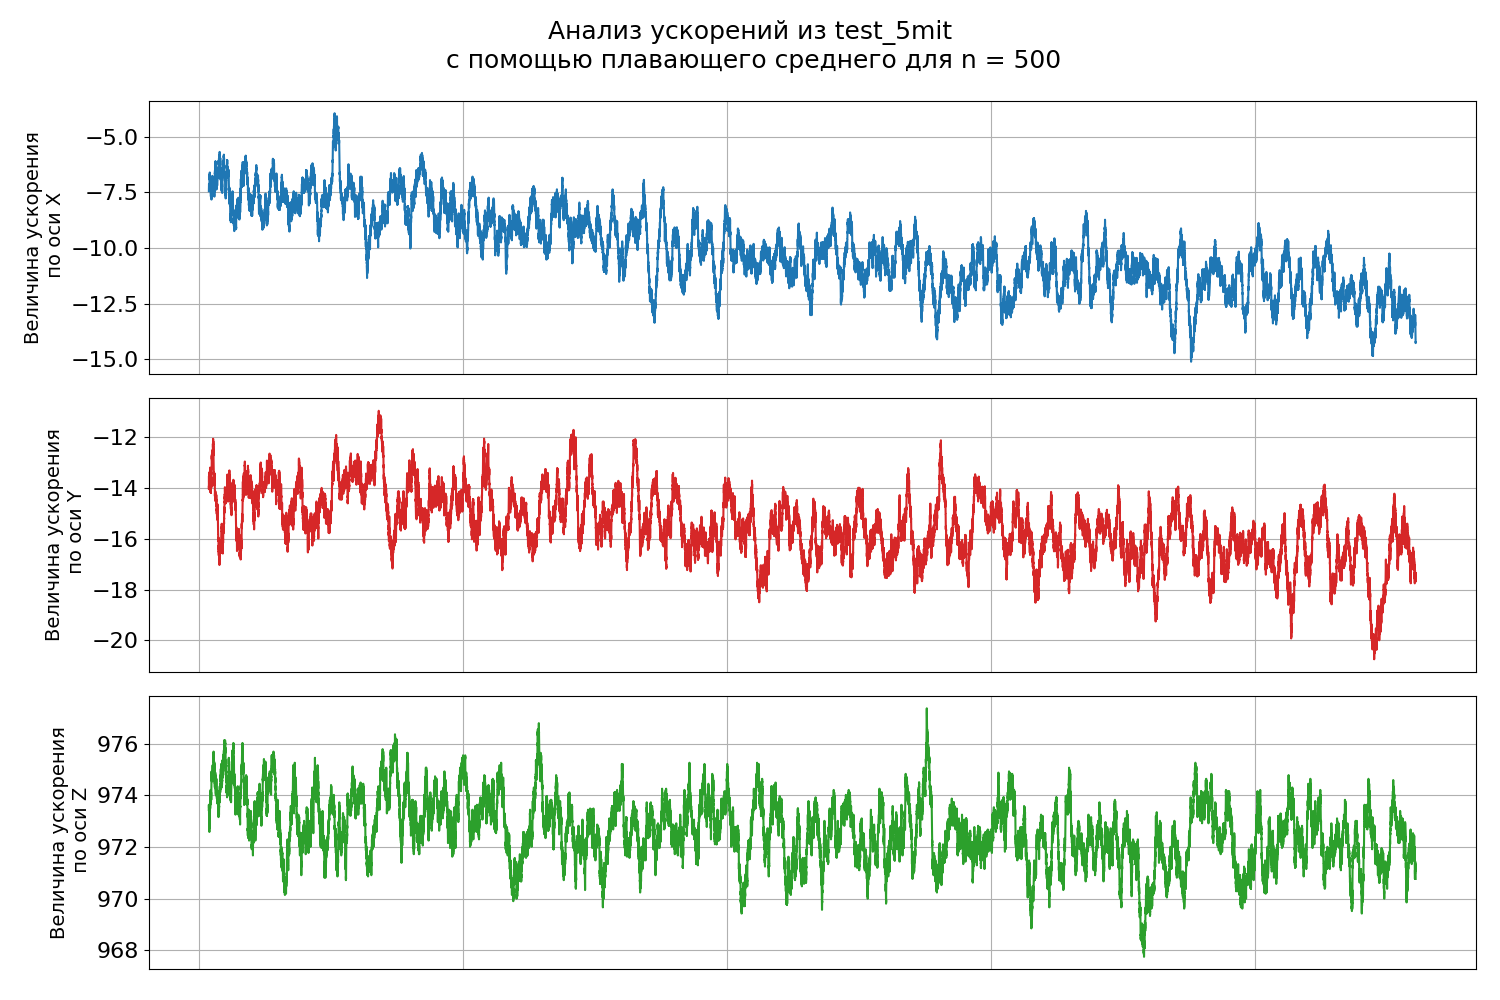 Анализ ускорений из test_5mit
с помощью плавающего среднего для n = 500
Величина ускорения
по оси X
−5.0
−7.5
−10.0
−12.5
−15.0
Величина ускорения
по оси Y
−12
−14
−16
−18
−20
Величина ускорения
по оси Z
976
974
972
970
968